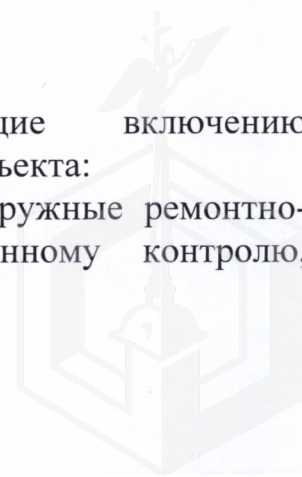 щие включению
ъекта:
ружные ремонтно-
нному контролю,